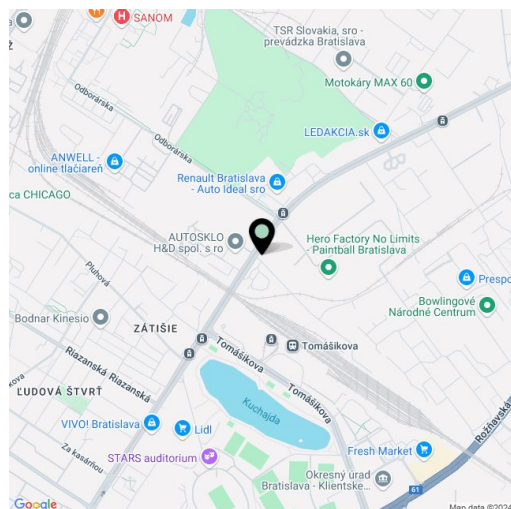 SANOM
TSR Slovakia, sro -
prevádzka Bratislava
Ž
Motokáry MAX 60
Odborárska
LEDAKCIA.sk
Odborárska
ANWELL -
online tlačiareň
Renault Bratislava
- Auto Ideal sro
ca CHICAGO
AUTOSKLO
H&D spol. s ro
Hero Factory No Limits
- Paintball Bratislava
Pluhová
Prespo
Bowlingové
Národné Centrum
Bodnar Kinesio
ZÁTIŠIE
Tomášikova
Tomášikova
Riazanská Riazanská
Tomášikova
ĽUDOVÁ ŠTVRŤ
Kuchajda
Rožňavská
VIVO! Bratislava
Lidl
Za kasárňou
STARS auditorium
Fresh Market
Okresný úrad
Bratislava - Klientske...
61
Google
Map data ©2024